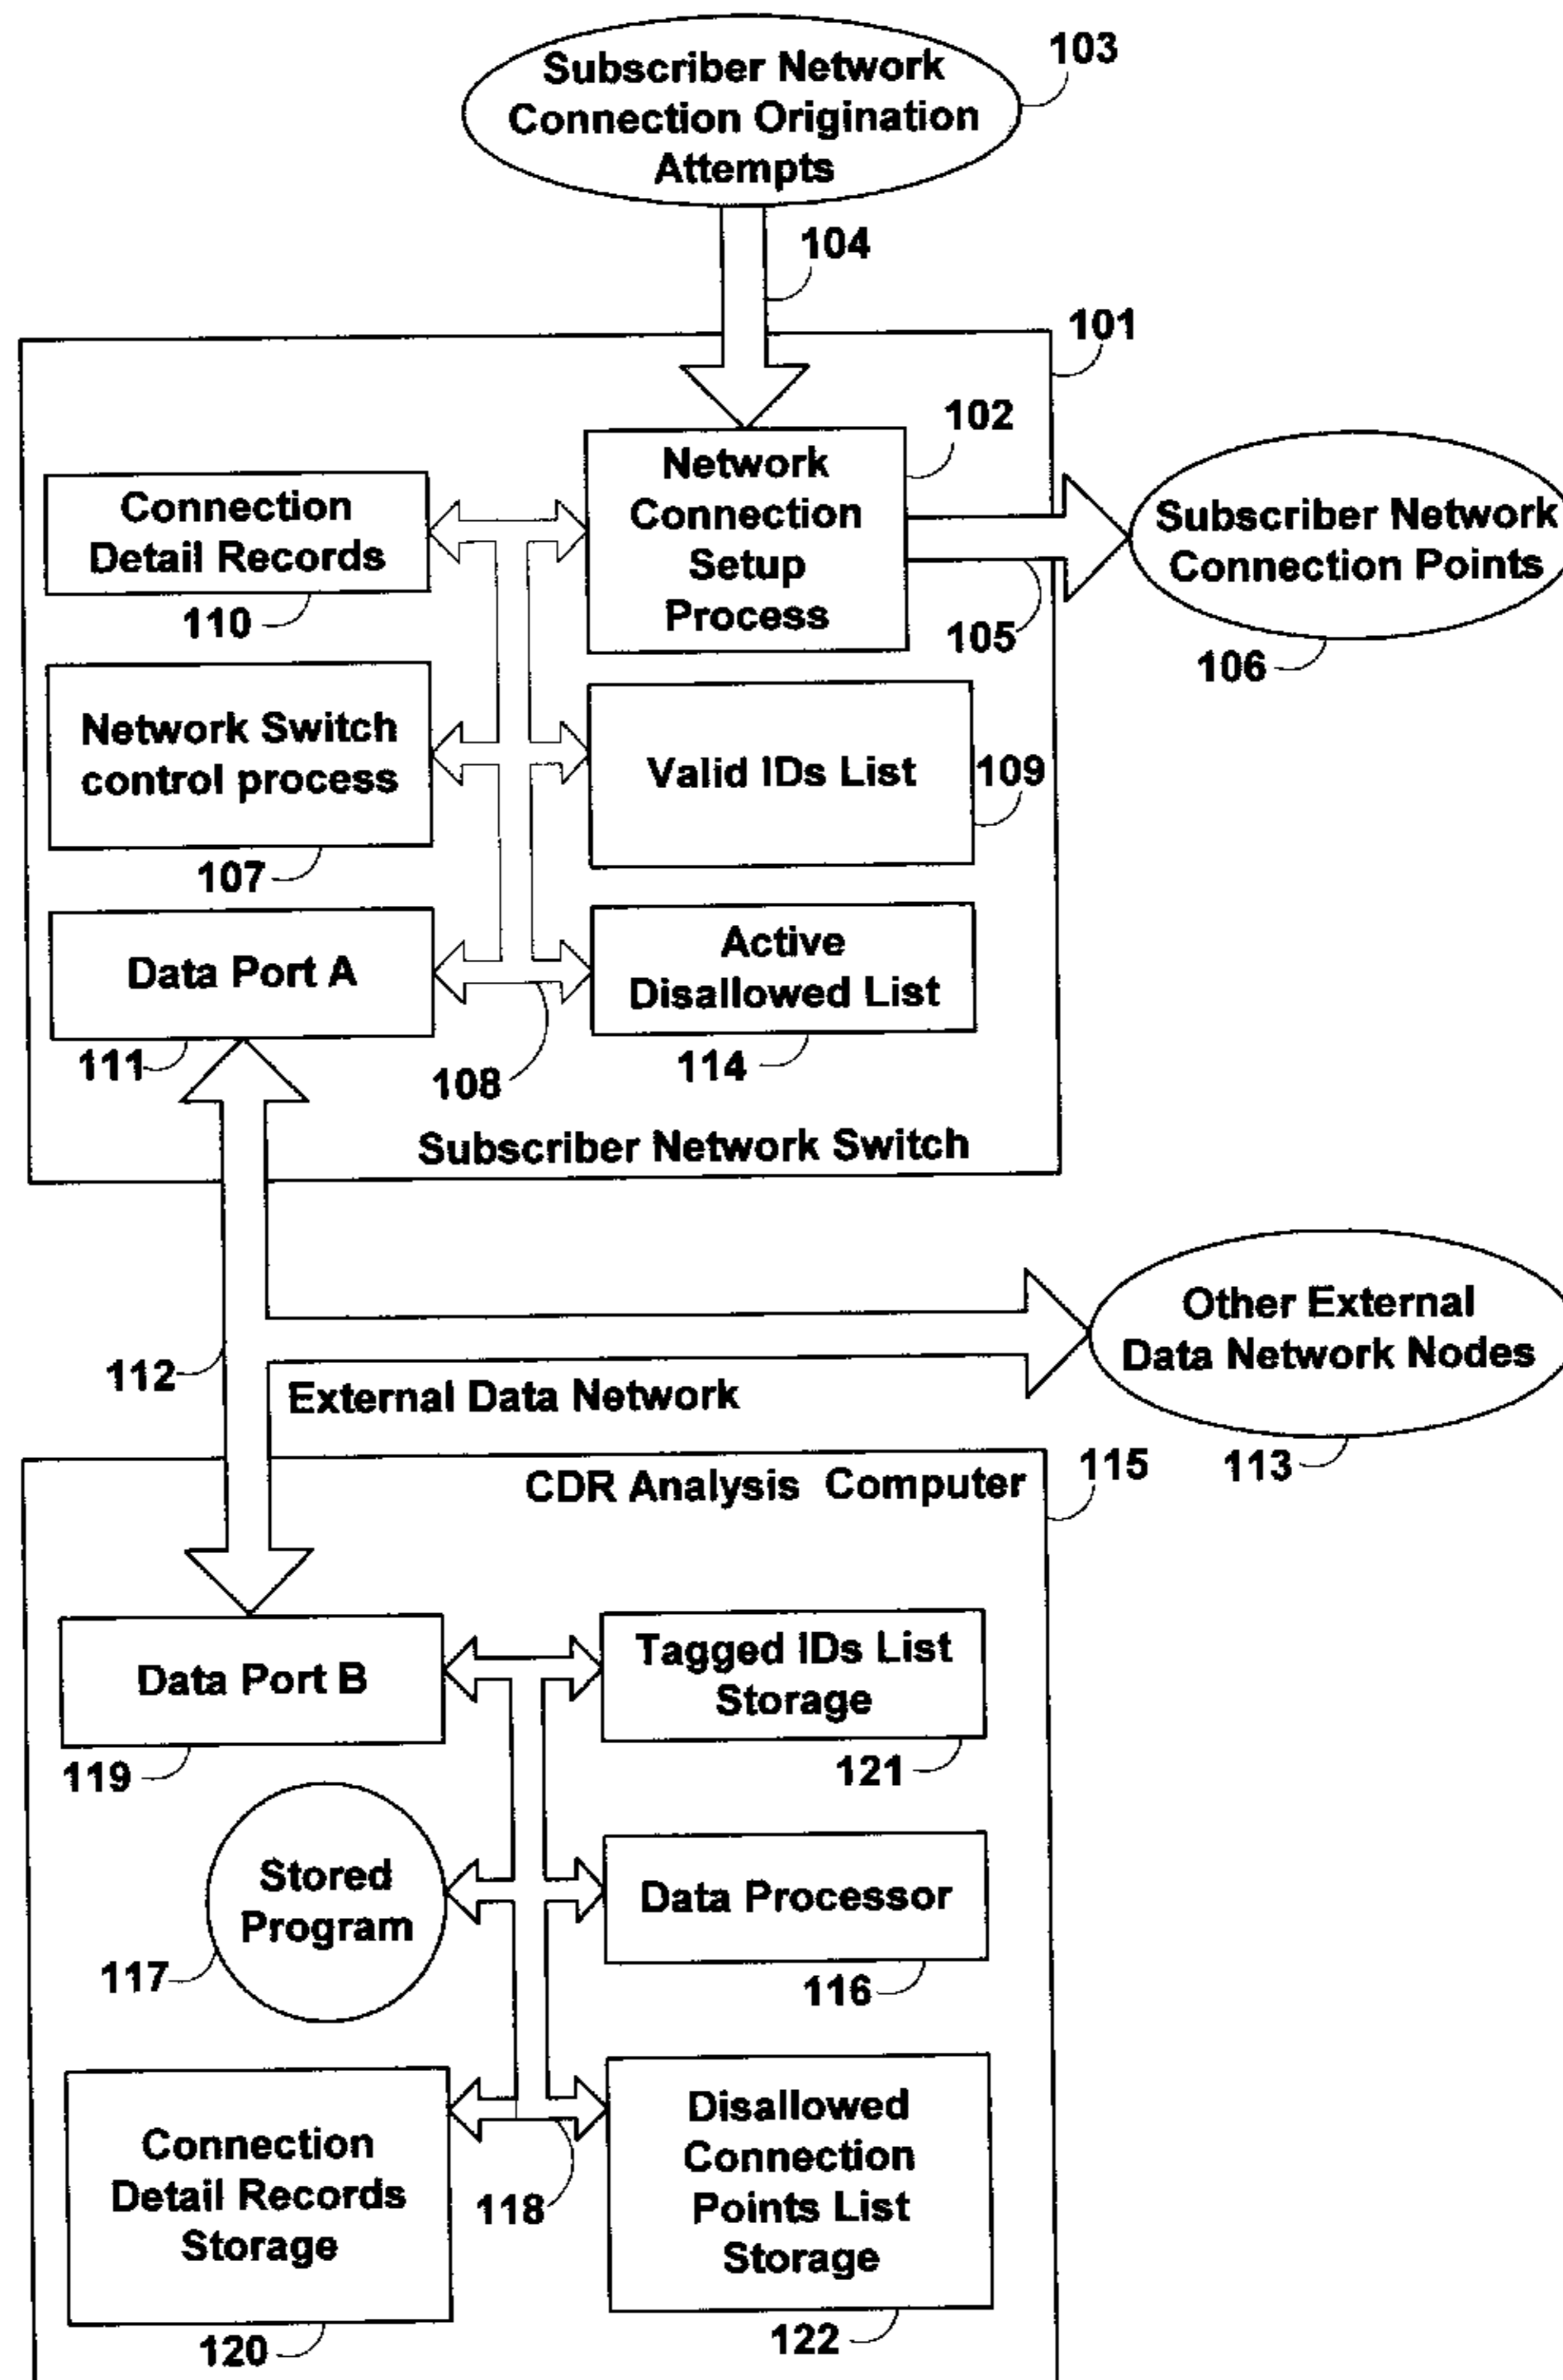 103
Subscriber Network
Connection Origination
Attempts
104
101
102
Network
Connection
Setup
Process
Connection
Detail Records
110
105
Subscriber Network
Connection Points
106
Network Switch
control process
107
Valid IDs List
109
Data Port A
111
108
Active
Disallowed List
114
Subscriber Network Switch
112
External Data Network
Other External
Data Network Nodes
113
CDR Analysis Computer
115
Data Port B
119
Tagged IDs List
Storage
121
Stored
Program
117
Data Processor
116
Connection
Detail Records
Storage
120
118
Disallowed
Connection
Points List
Storage
122